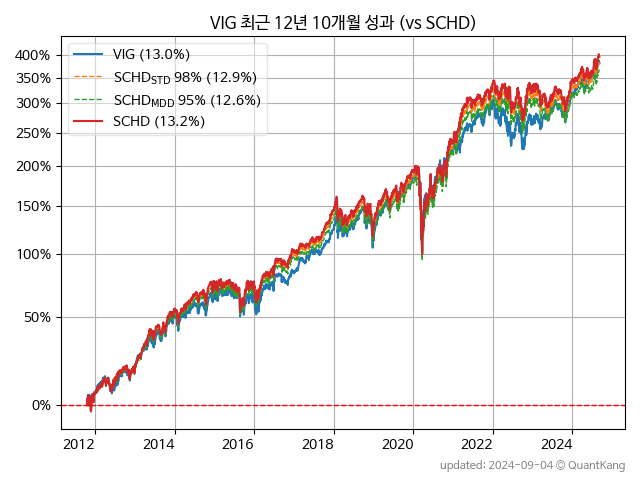 VIG 최근 12년 10개월 성과 (vs SCHD)
VIG (13.0%)
SCHD_STD 98% (12.9%)
SCHD_MDD 95% (12.6%)
SCHD (13.2%)
400%
350%
300%
250%
200%
150%
100%
50%
0%
2012 2014 2016 2018 2020 2022 2024
updated: 2024-09-04 @ QuantKang